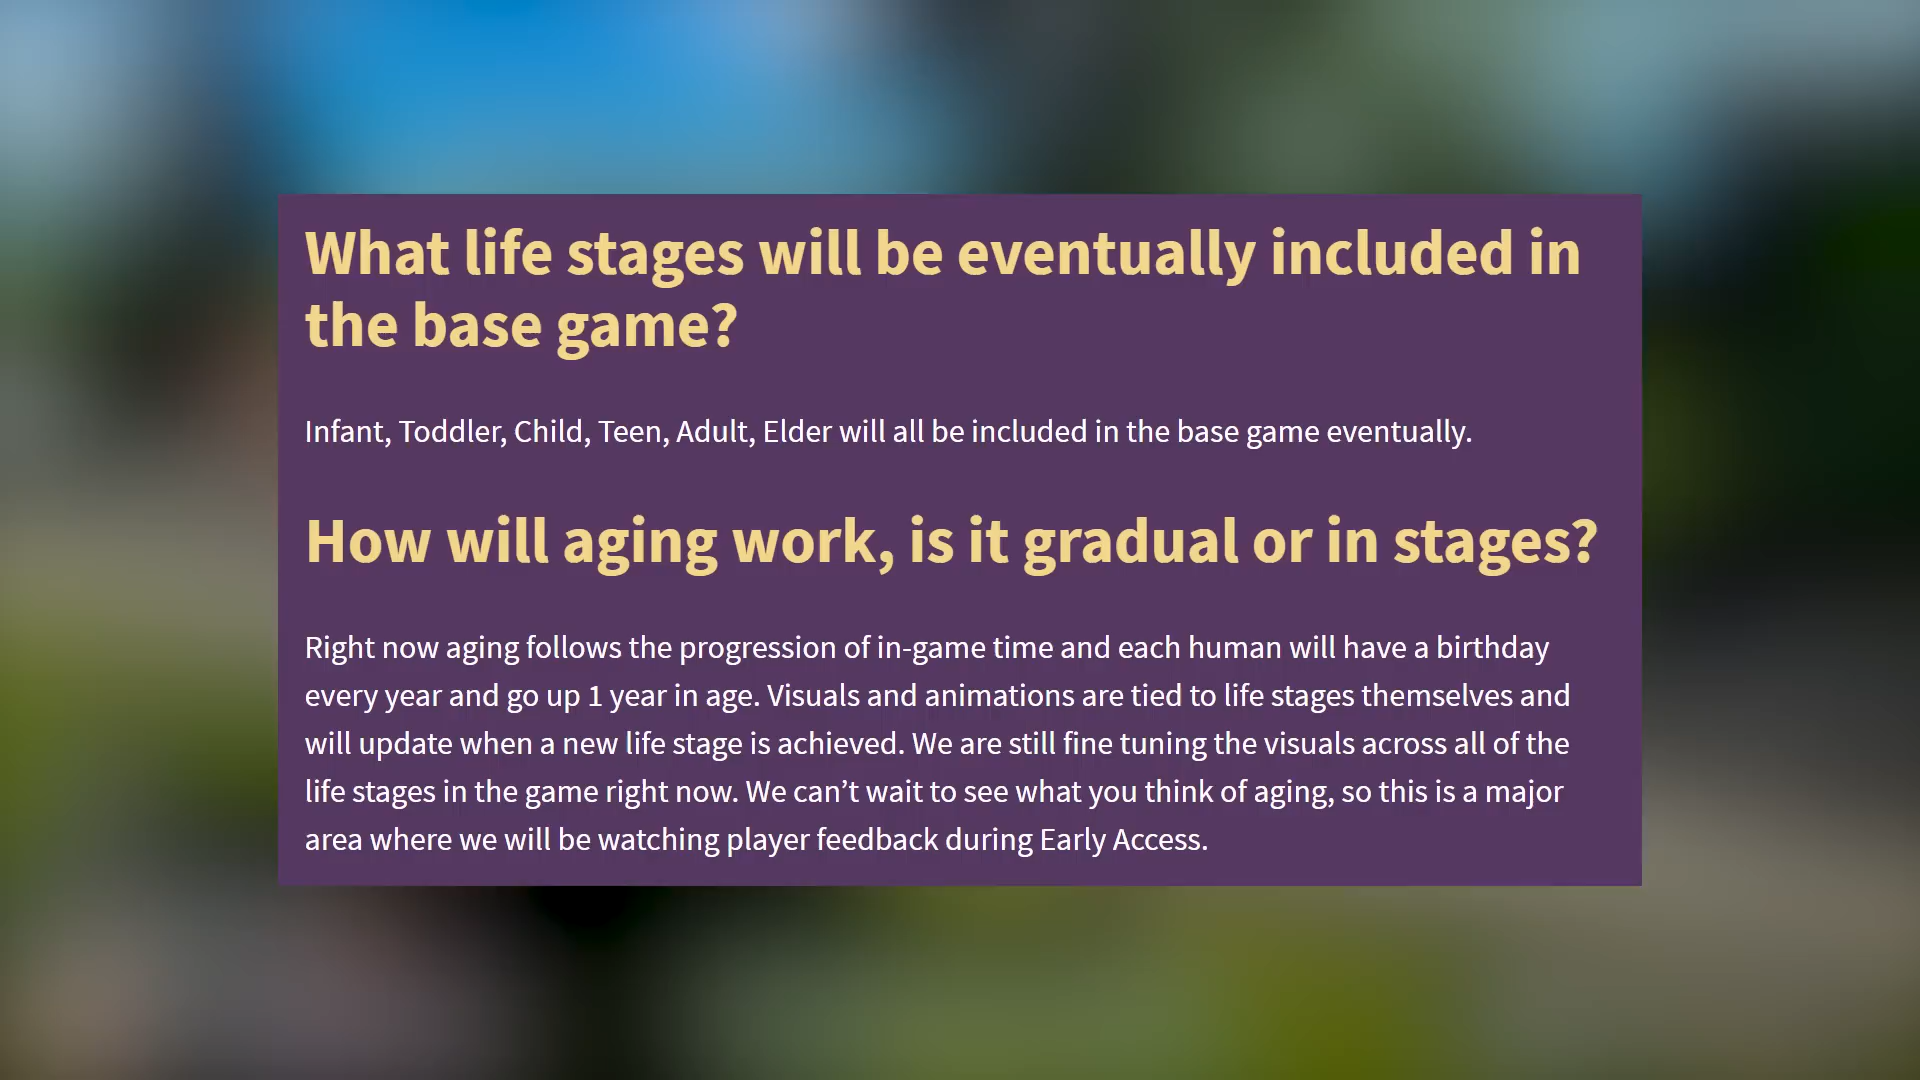 What life stages will be eventually included in
the base game?
Infant, Toddler, Child, Teen, Adult, Elder will all be included in the base game eventually.
How will aging work, is it gradual or in stages?
Right now aging follows the progression of in-game time and each human will have a birthday
every year and go up 1 year in age. Visuals and animations are tied to life stages themselves and
will update when a new life stage is achieved. We are still fine tuning the visuals across all of the
life stages in the game right now. We can’t wait to see what you think of aging, so this is a major
area where we will be watching player feedback during Early Access.